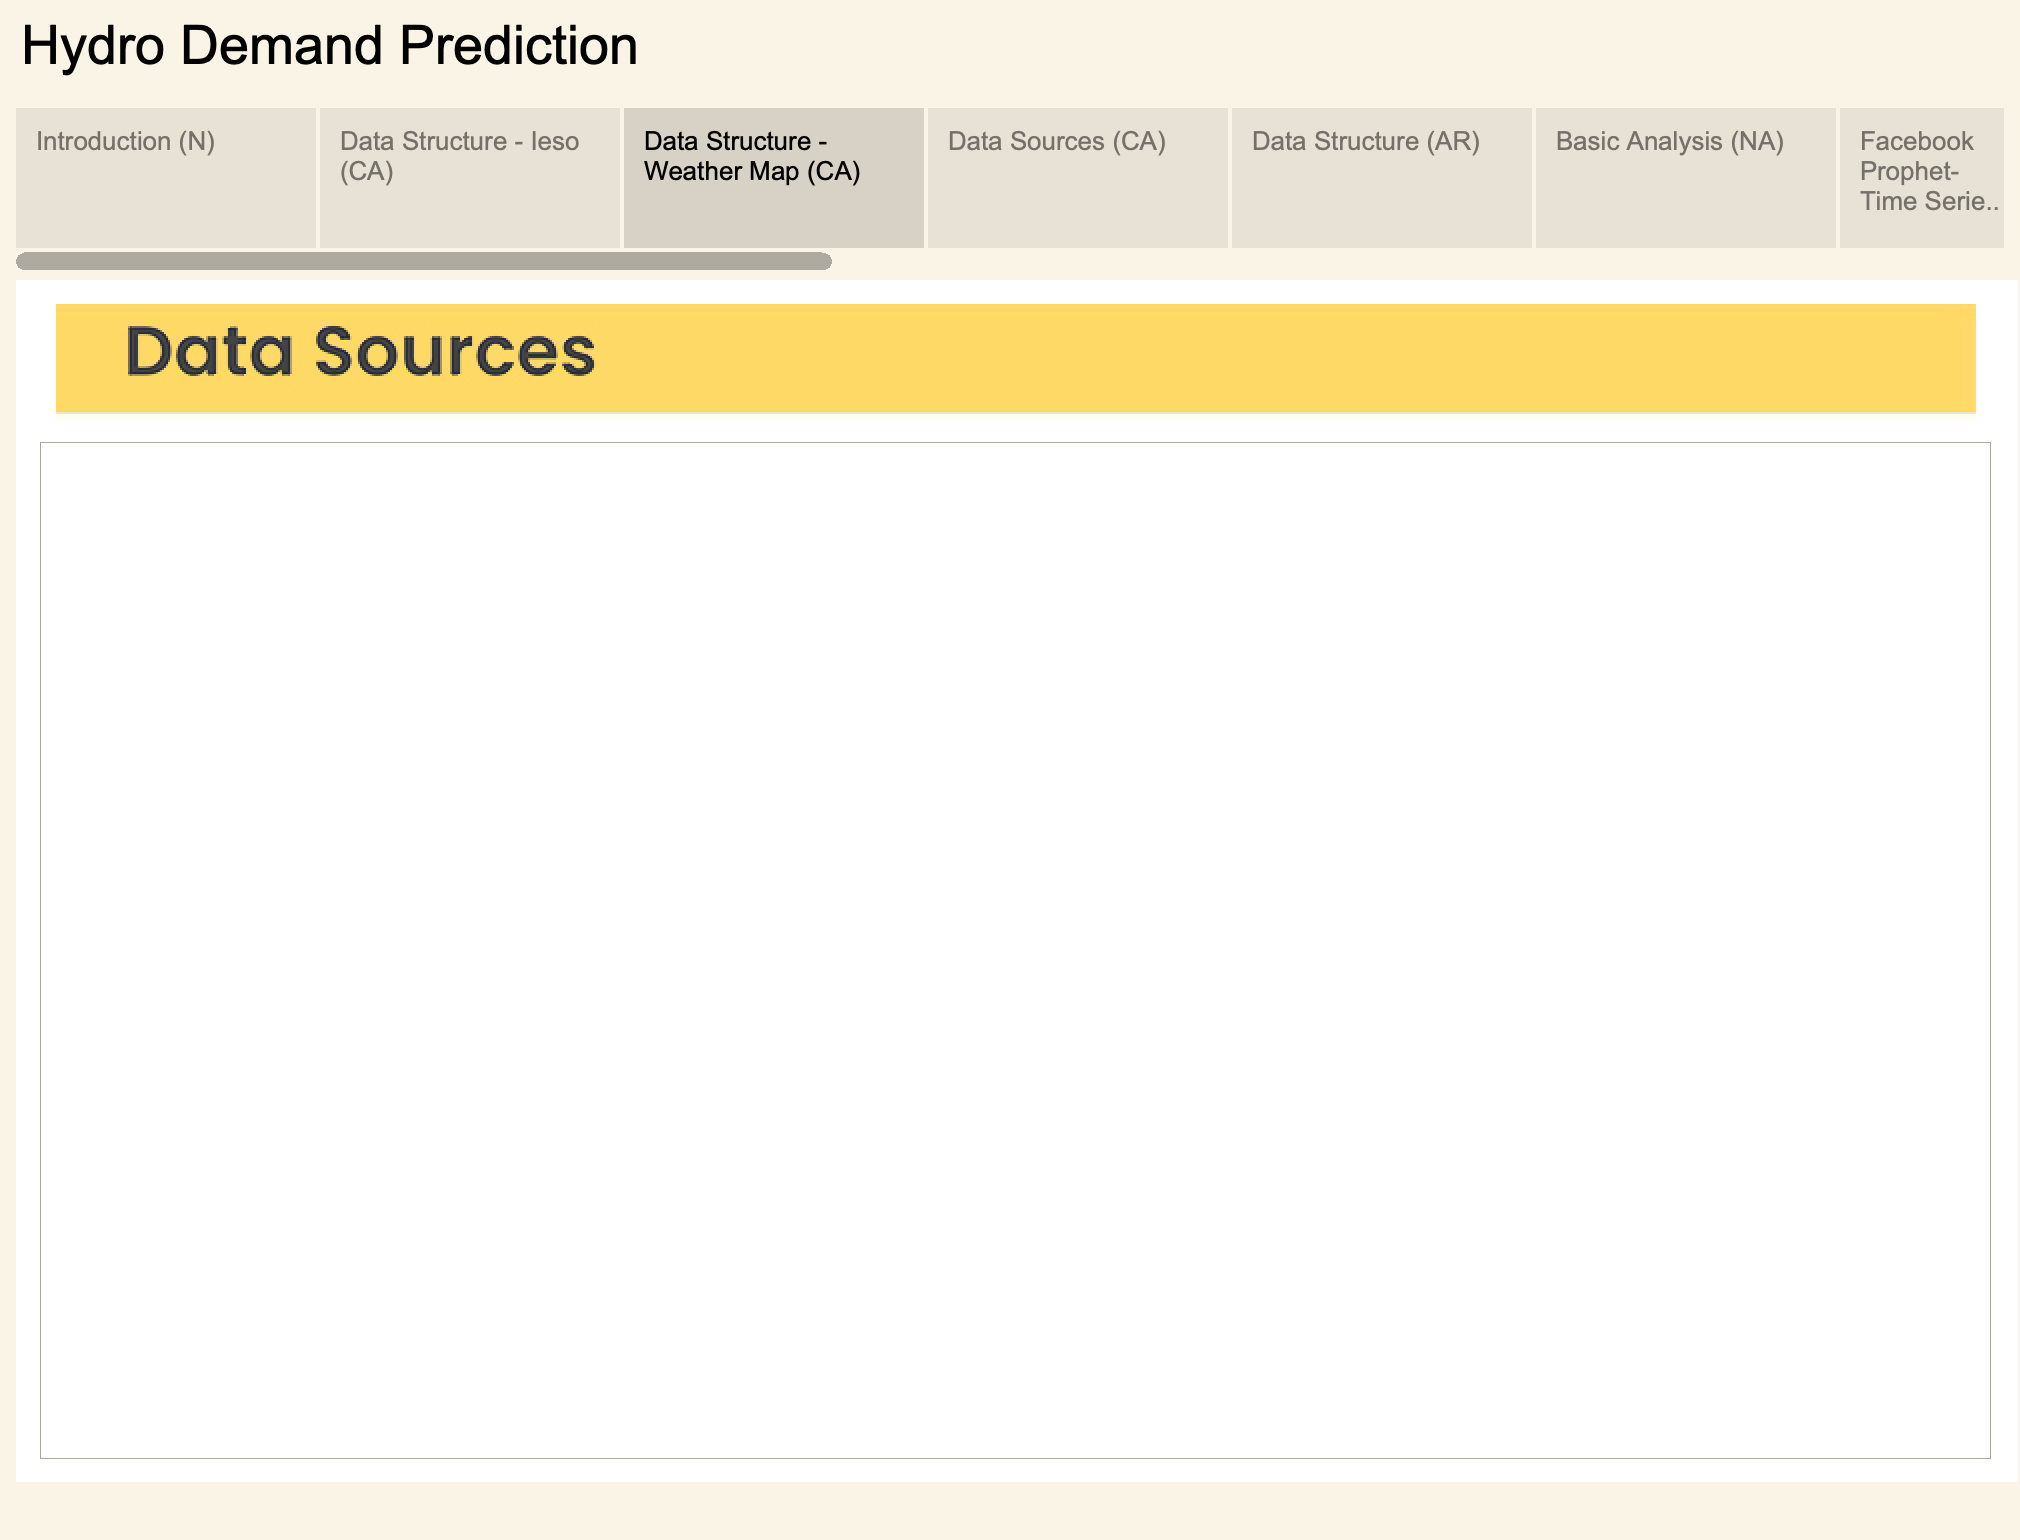 Hydro Demand Prediction
Introduction (N)
Data Structure - Ieso
(CA)
Data Structure -
Weather Map (CA)
Data Sources (CA)
Data Structure (AR)
Basic Analysis (NA)
Facebook
Prophet-
Time Serie..
Data Sources